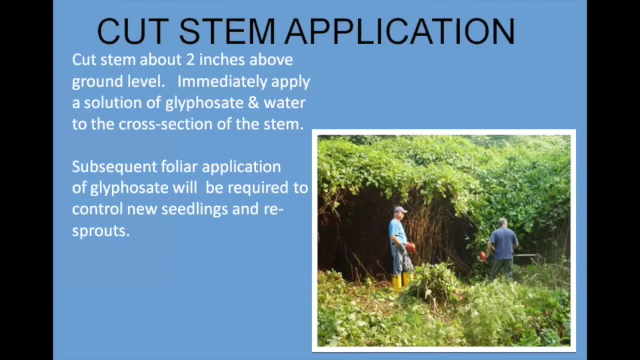 CUT STEM APPLICATION
Cut stem about 2 inches above
ground level.   Immediately apply
a solution of glyphosate & water
to the cross-section of the stem.
Subsequent foliar application
of glyphosate will  be required to
control new seedlings and re-
sprouts.